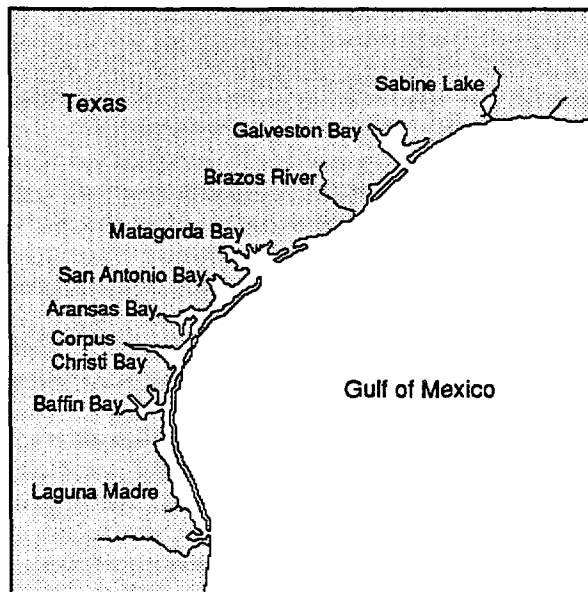 Sabine Lake
Texas
Galveston Bay
Brazos River
Matagorda Bay
San Antonio Bay
Aransas Bay
Corpus
Christi Bay
Gulf of Mexico
Baffin Bay
Laguna Madre